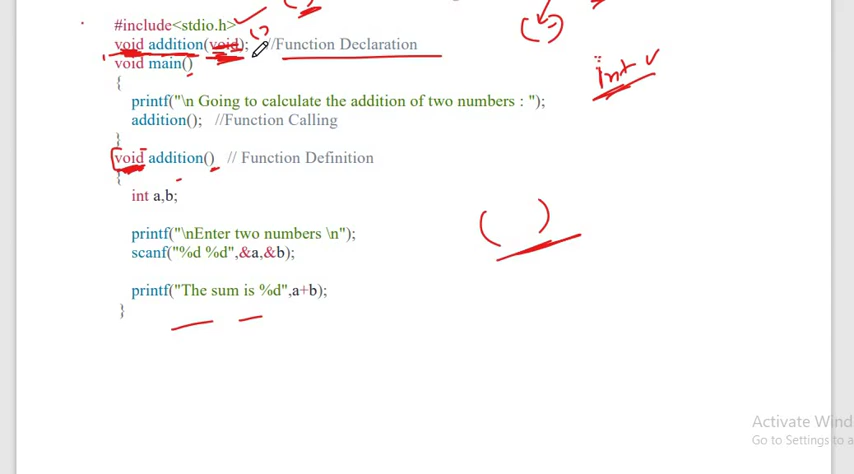 #include<stdio.h>
void addition(void); //Function Declaration
void main()
{
printf("\n Going to calculate the addition of two numbers : ");
addition(); //Function Calling
}
void addition() // Function Definition
{
int a,b;
printf("\nEnter two numbers \n");
scanf("%d %d",&a,&b);
printf("The sum is %d",a+b);
}
int
( )
Activate Wind
Go to Settings to a